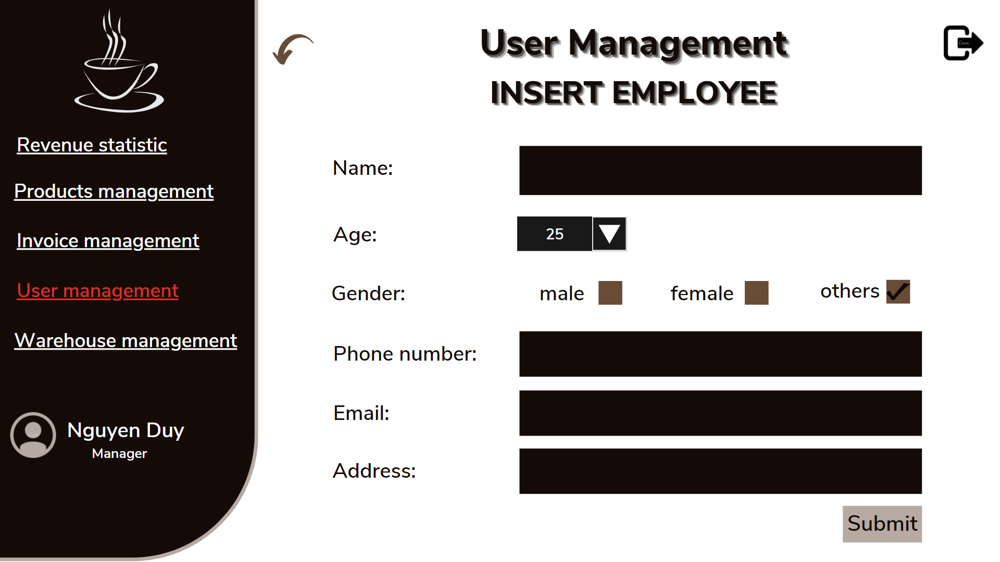 User Management
INSERT EMPLOYEE
Revenue statistic
Products management
Invoice management
User management
Warehouse management
Nguyen Duy
Manager
Name:
Age:
25
Gender:
male
female
others
Phone number:
Email:
Address:
Submit
Canva